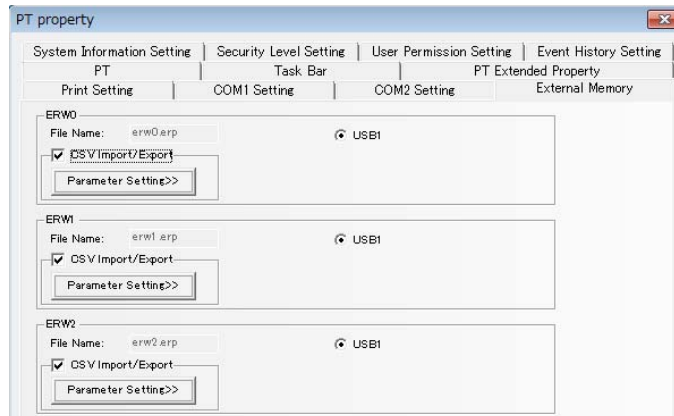 PT property
System Information Setting Security Level Setting User Permission Setting Event History Setting
PT Task Bar PT Extended Property
Print Setting COM1 Setting COM2 Setting External Memory
ERW0
File Name: erw0.erp USB1
CSV Import/Export
Parameter Setting>>
ERW1
File Name: erw1.erp USB1
CSV Import/Export
Parameter Setting>>
ERW2
File Name: erw2.erp USB1
CSV Import/Export
Parameter Setting>>